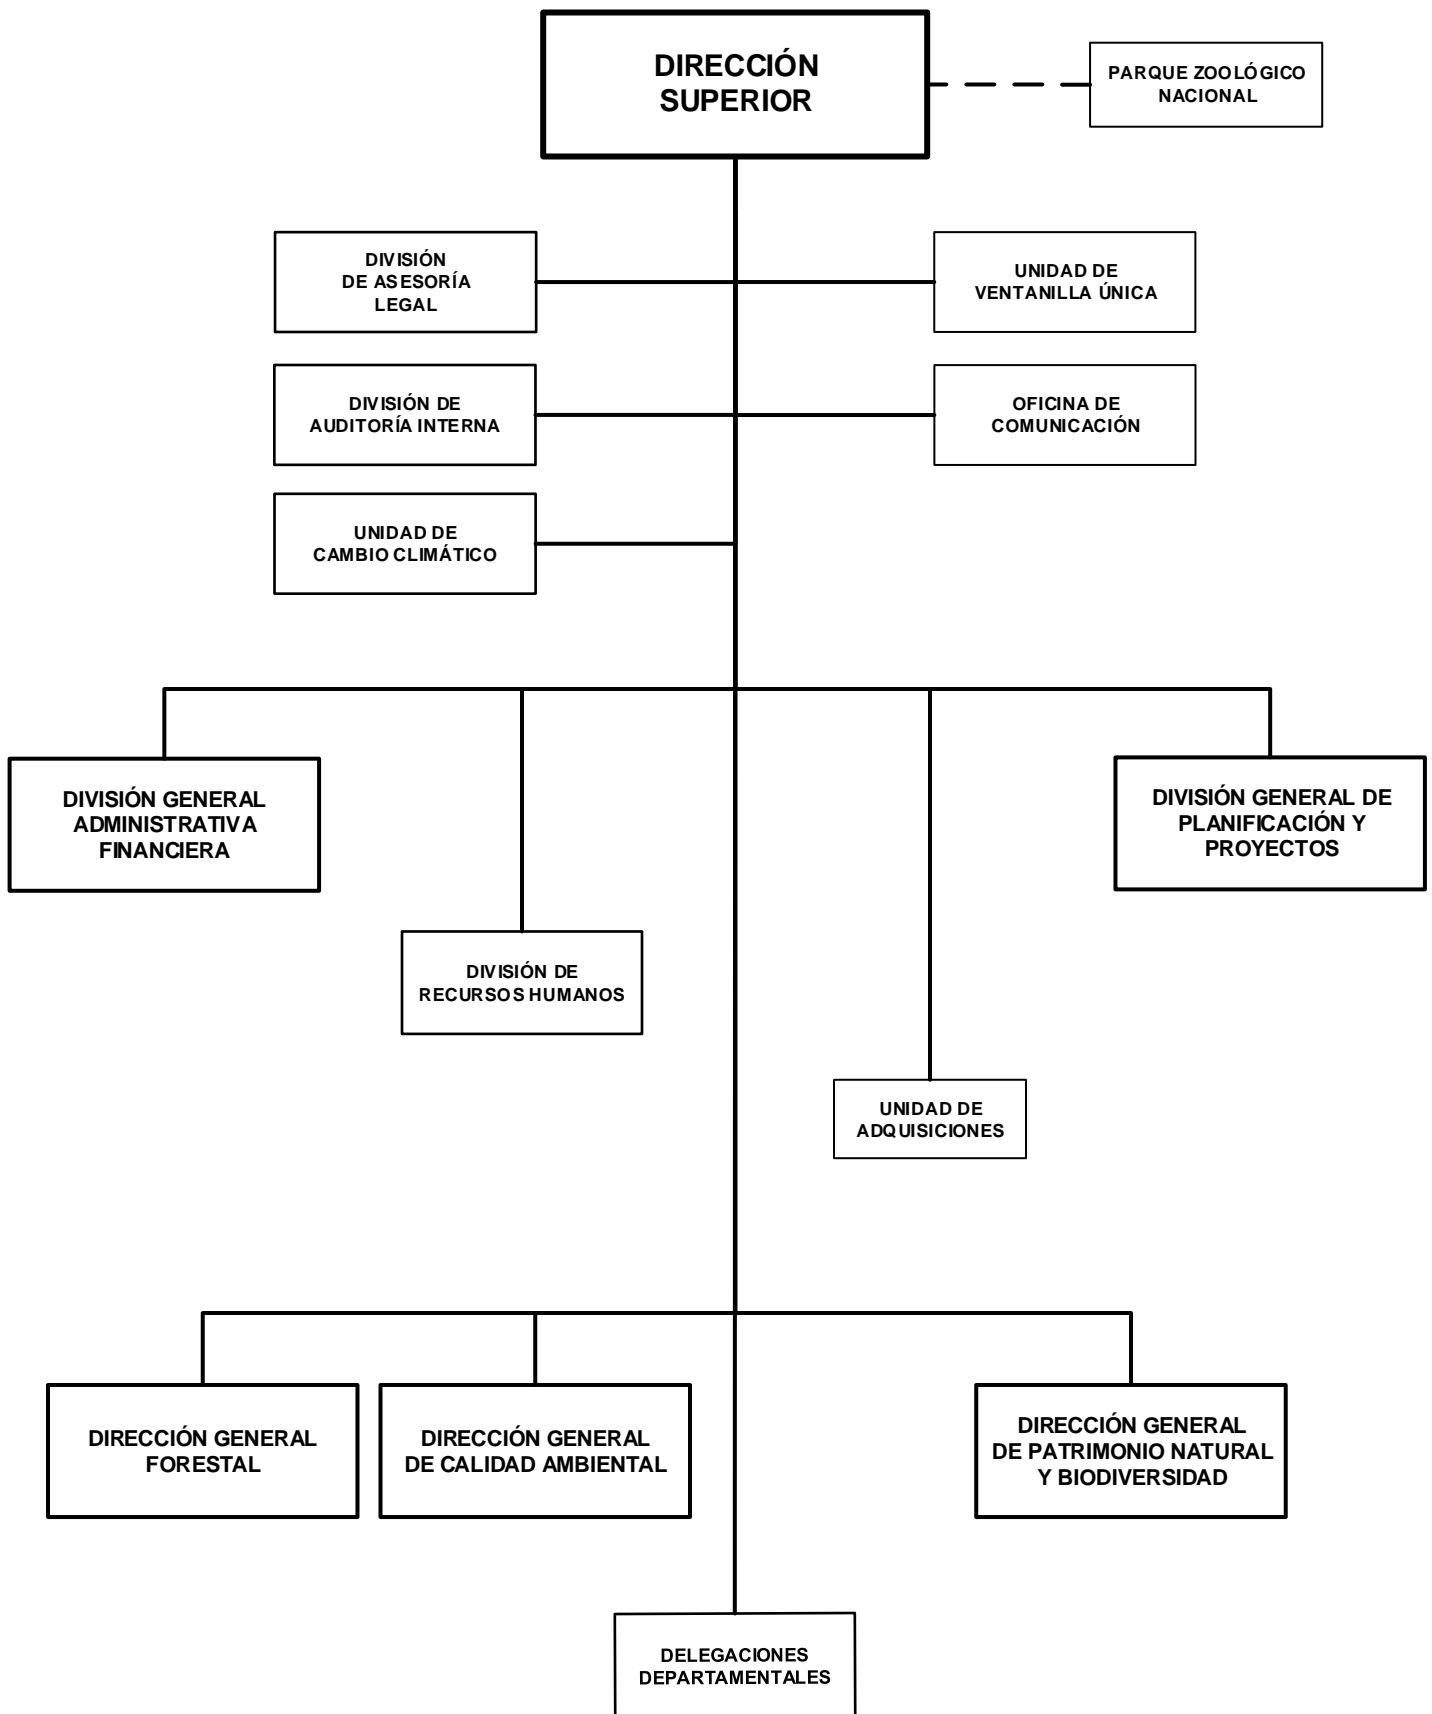 DIRECCIÓN
SUPERIOR
PARQUE ZOOLÓGICO
NACIONAL
DIVISIÓN
DE ASESORÍA
LEGAL
UNIDAD DE
VENTANILLA ÚNICA
DIVISIÓN DE
AUDITORÍA INTERNA
OFICINA DE
COMUNICACIÓN
UNIDAD DE
CAMBIO CLIMÁTICO
DIVISIÓN GENERAL
ADMINISTRATIVA
FINANCIERA
DIVISIÓN GENERAL DE
PLANIFICACIÓN Y
PROYECTOS
DIVISIÓN DE
RECURSOS HUMANOS
UNIDAD DE
ADQUISICIONES
DIRECCIÓN GENERAL
FORESTAL
DIRECCIÓN GENERAL
DE CALIDAD AMBIENTAL
DIRECCIÓN GENERAL
DE PATRIMONIO NATURAL
Y BIODIVERSIDAD
DELEGACIONES
DEPARTAMENTALES